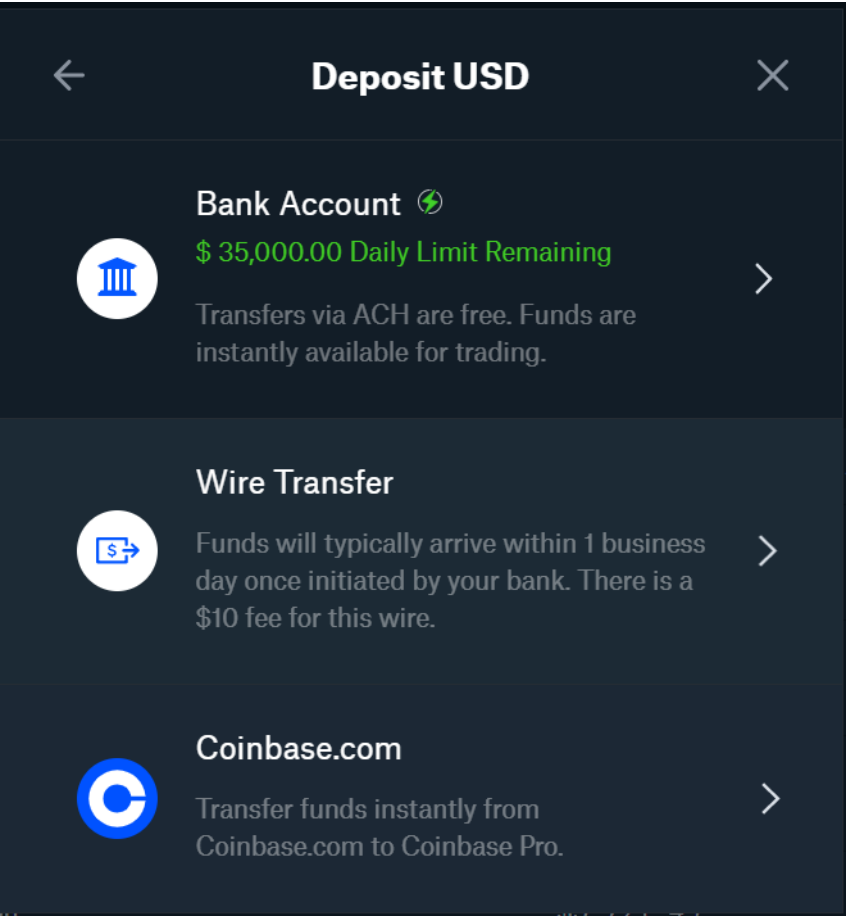 Deposit USD
Bank Account
$ 35,000.00 Daily Limit Remaining
Transfers via ACH are free. Funds are
instantly available for trading.
Wire Transfer
$
Funds will typically arrive within 1 business
day once initiated by your bank. There is a
$10 fee for this wire.
Coinbase.com
Transfer funds instantly from
Coinbase.com to Coinbase Pro.